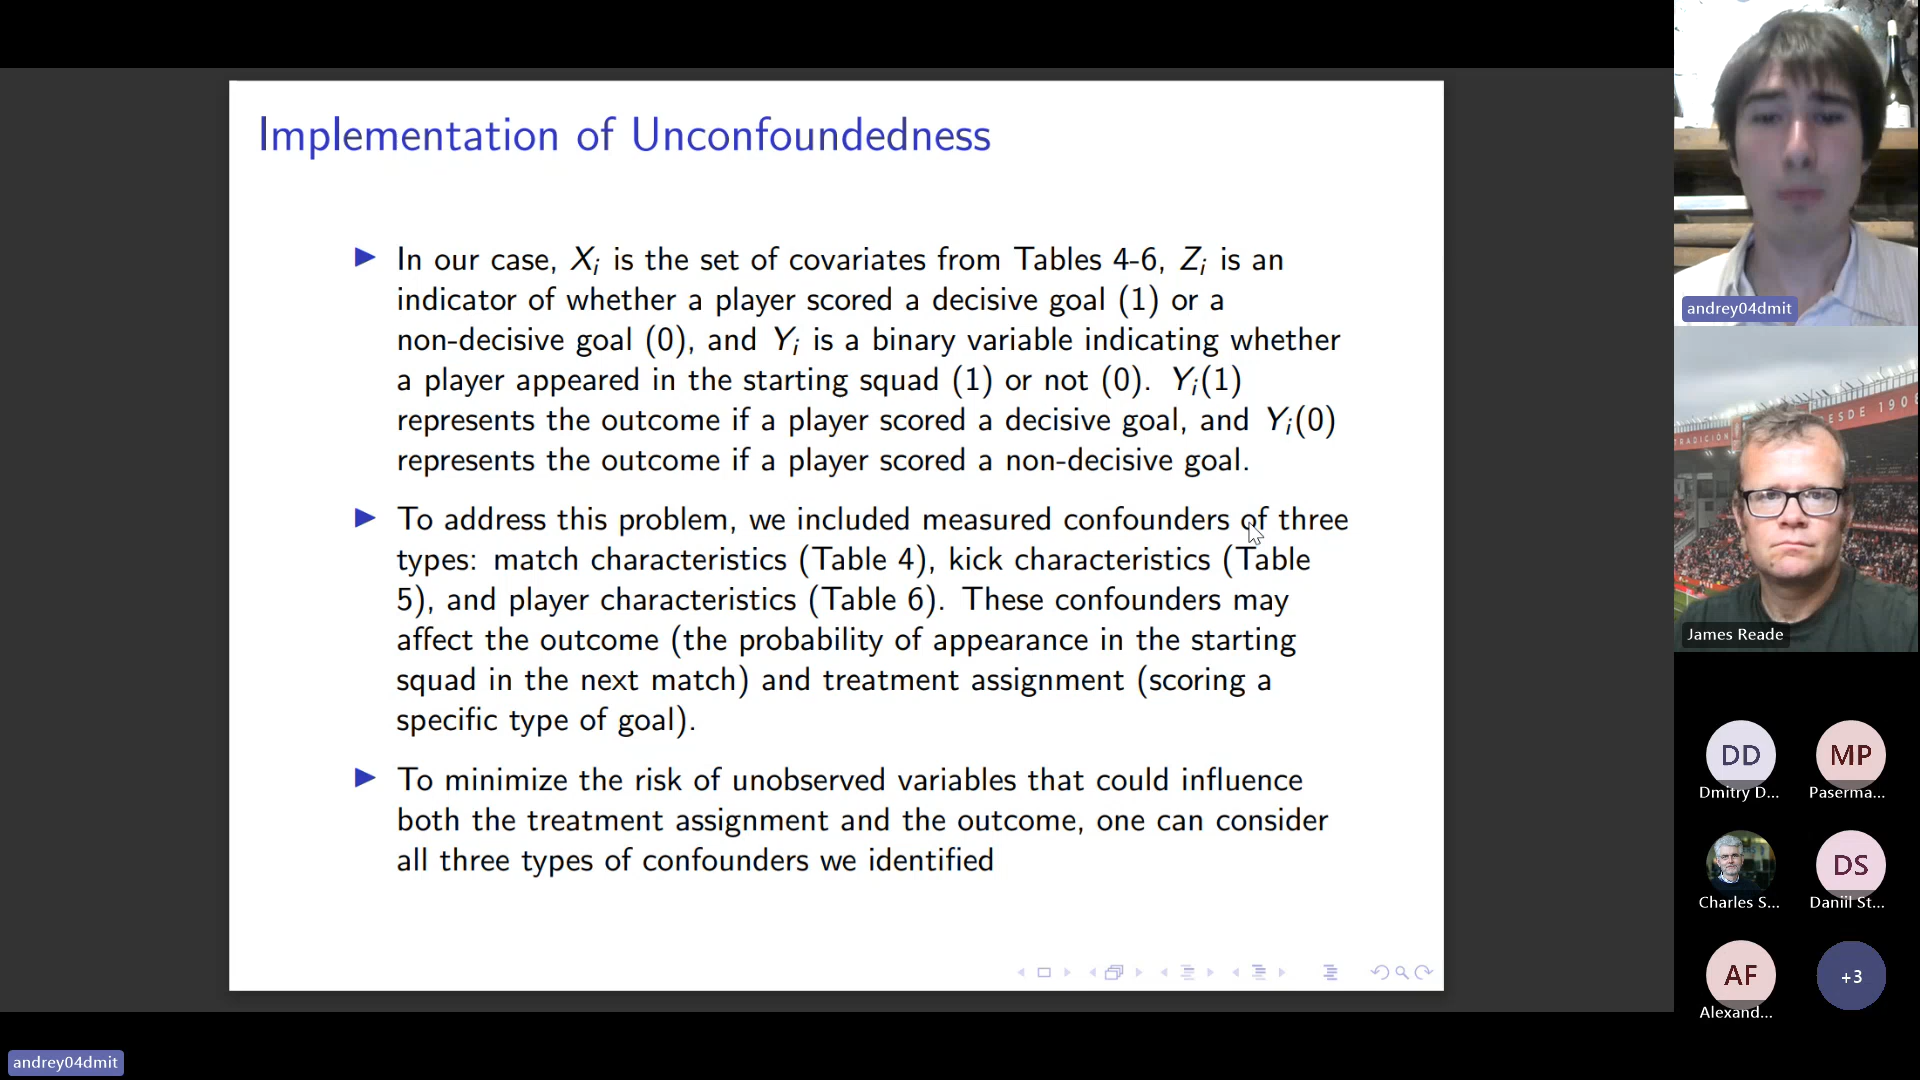 Implementation of Unconfoundedness
In our case, Xi is the set of covariates from Tables 4-6, Zi is an
indicator of whether a player scored a decisive goal (1) or a
non-decisive goal (0), and Yi is a binary variable indicating whether
a player appeared in the starting squad (1) or not (0). Yi(1)
represents the outcome if a player scored a decisive goal, and Yi(0)
represents the outcome if a player scored a non-decisive goal.
To address this problem, we included measured confounders of three
types: match characteristics (Table 4), kick characteristics (Table
5), and player characteristics (Table 6). These confounders may
affect the outcome (the probability of appearance in the starting
squad in the next match) and treatment assignment (scoring a
specific type of goal).
To minimize the risk of unobserved variables that could influence
both the treatment assignment and the outcome, one can consider
all three types of confounders we identified
andrey04dmit
DESDE 1908
TRADICIÓN
James Reade
DD
MP
Dmitry D...
Paserma...
DS
Charles S...
Daniil St...
AF
+3
Alexand...
andrey04dmit